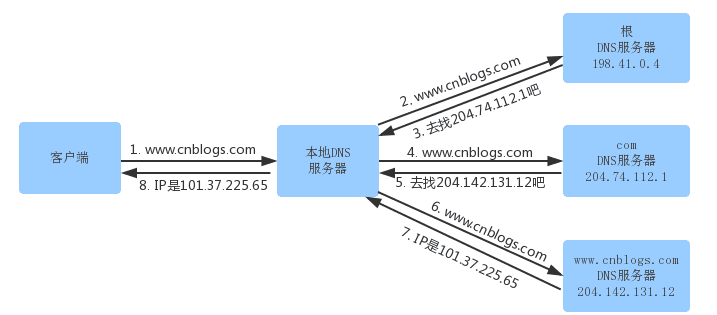 根
DNS服务器
198.41.0.4
2. www.cnblogs.com
3. 去找204.74.112.1吧
客户端
1. www.cnblogs.com
8. IP是101.37.225.65
本地DNS
服务器
4. www.cnblogs.com
5. 去找204.142.131.12吧
com
DNS服务器
204.74.112.1
6. www.cnblogs.com
7. IP是101.37.225.65
www.cnblogs.com
DNS服务器
204.142.131.12